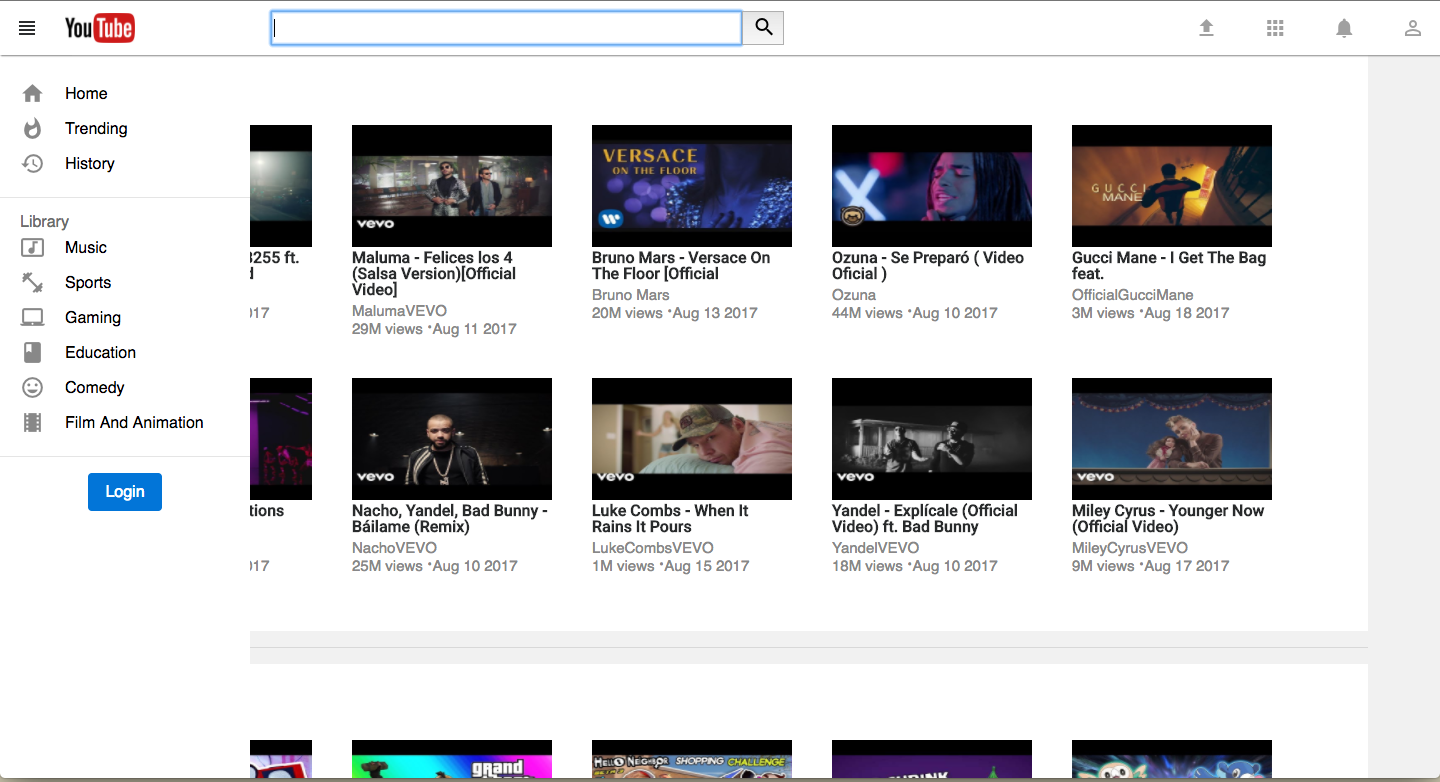 YouTube
Home
Trending
History
Library
Music
Sports
Gaming
Education
Comedy
Film And Animation
Login
VERSACE
ON THE FLOOR
GUCCI
MANE
vevo
3255 ft.
d
017
Maluma - Felices los 4
(Salsa Version)[Official
Video]
MalumaVEVO
29M views •Aug 11 2017
Bruno Mars - Versace On
The Floor [Official
Bruno Mars
20M views •Aug 13 2017
Ozuna - Se Preparó ( Video
Oficial )
Ozuna
44M views •Aug 10 2017
Gucci Mane - I Get The Bag
feat.
OfficialGucciMane
3M views •Aug 18 2017
vevo
vevo
vevo
vevo
tions
017
Nacho, Yandel, Bad Bunny -
Báilame (Remix)
NachoVEVO
25M views •Aug 10 2017
Luke Combs - When It
Rains It Pours
LukeCombsVEVO
1M views •Aug 15 2017
Yandel - Explícale (Official
Video) ft. Bad Bunny
YandelVEVO
18M views •Aug 10 2017
Miley Cyrus - Younger Now
(Official Video)
MileyCyrusVEVO
9M views •Aug 17 2017
grand
HELLO NEIGHBOR SHOPPING CHALLENGE